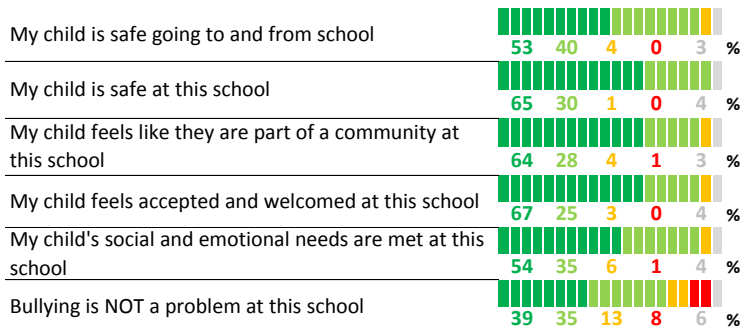 My child is safe going to and from school
53 40 4 0 3 %
My child is safe at this school
65 30 1 0 4 %
My child feels like they are part of a community at
this school
64 28 4 1 3 %
My child feels accepted and welcomed at this school
67 25 3 0 4 %
My child's social and emotional needs are met at this
school
54 35 6 1 4 %
Bullying is NOT a problem at this school
39 35 13 8 6 %